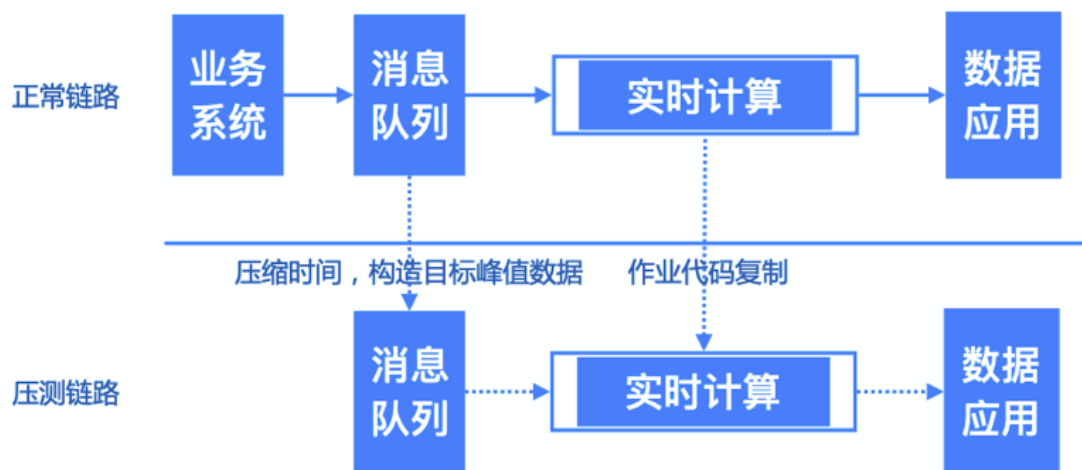 正常链路
业务
系统
消息
队列
实时计算
数据
应用
压缩时间，构造目标峰值数据
作业代码复制
压测链路
消息
队列
实时计算
数据
应用